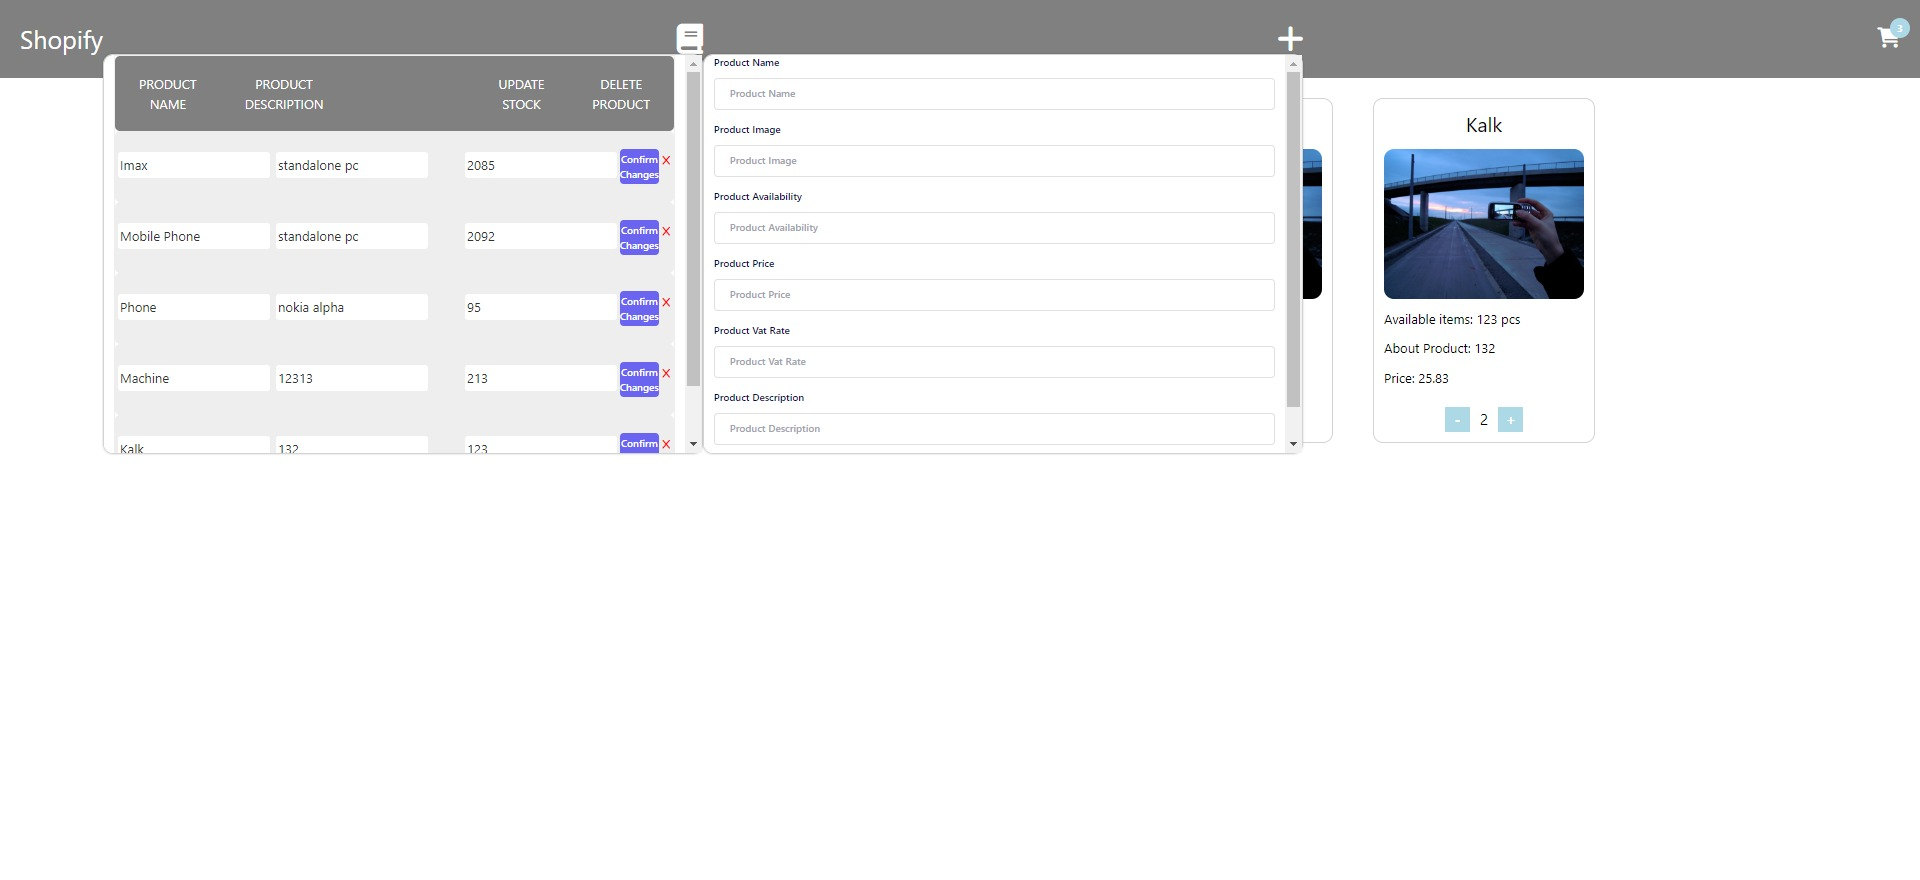 Shopify
3
PRODUCT NAME
PRODUCT DESCRIPTION
UPDATE STOCK
DELETE PRODUCT
Imax
standalone pc
2085
Confirm Changes
X
Mobile Phone
standalone pc
2092
Confirm Changes
X
Phone
nokia alpha
95
Confirm Changes
X
Machine
12313
213
Confirm Changes
X
Kalk
132
123
Confirm
X
Product Name
Product Name
Product Image
Product Image
Product Availability
Product Availability
Product Price
Product Price
Product Vat Rate
Product Vat Rate
Product Description
Product Description
Kalk
Available items: 123 pcs
About Product: 132
Price: 25.83
- 2 +